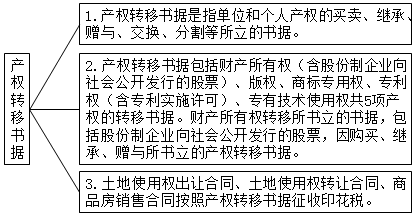 产权转移书据
1.产权转移书据是指单位和个人产权的买卖、继承、
赠与、交换、分割等所立的书据。
2.产权转移书据包括财产所有权（含股份制企业向
社会公开发行的股票）、版权、商标专用权、专利
权（含专利实施许可）、专有技术使用权共5项产
权的转移书据。财产所有权转移所书立的书据，包
括股份制企业向社会公开发行的股票，因购买、继
承、赠与所书立的产权转移书据。
3.土地使用权出让合同、土地使用权转让合同、商
品房销售合同按照产权转移书据征收印花税。